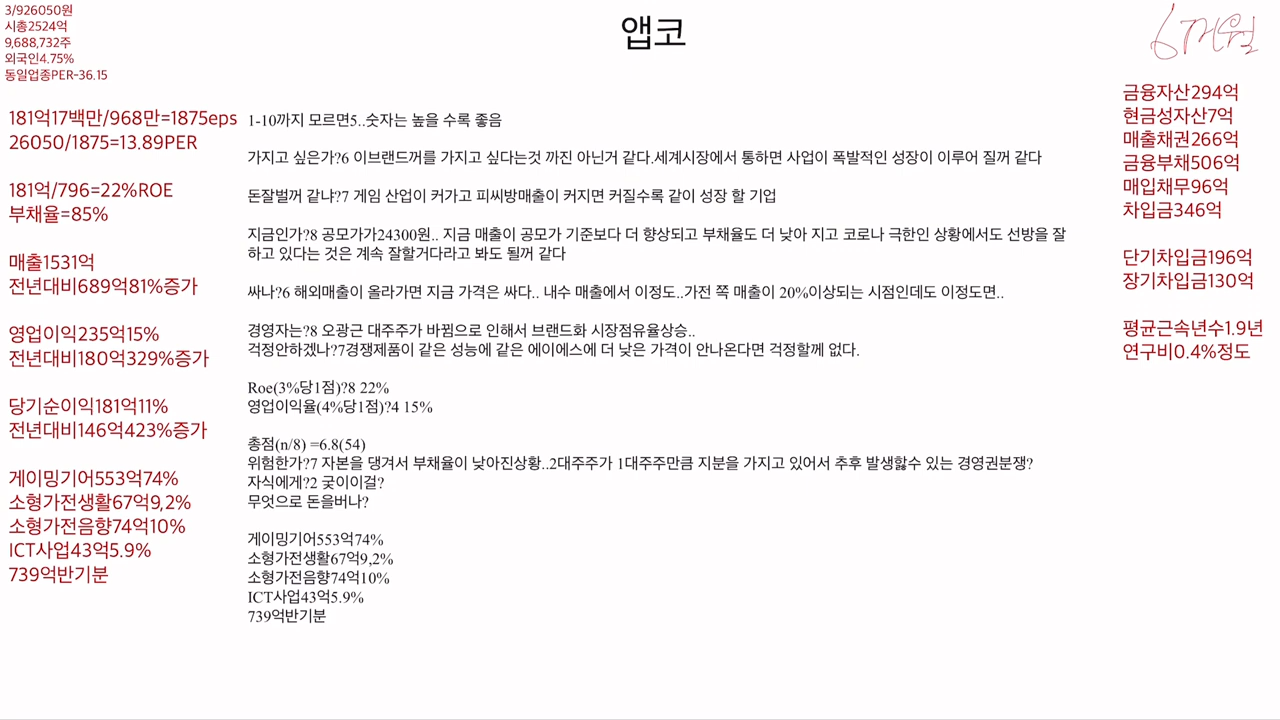 3/926050원
시총2524억
9,688,732주
외국인4.75%
동일업종PER-36.15
앱코
6개월
181억17백만/968만=1875eps
26050/1875=13.89PER
181억/796=22%ROE
부채율=85%
매출1531억
전년대비689억81%증가
영업이익235억15%
전년대비180억329%증가
당기순이익181억11%
전년대비146억423%증가
게이밍기어553억74%
소형가전생활67억9,2%
소형가전음향74억10%
ICT사업43억5.9%
739억반기분
1-10까지 모르면5..숫자는 높을 수록 좋음
가지고 싶은가?6 이브랜드꺼를 가지고 싶다는것 까진 아닌거 같다.세계시장에서 통하면 사업이 폭발적인 성장이 이루어 질꺼 같다
돈잘벌꺼 같냐?7 게임 산업이 커가고 피씨방매출이 커지면 커질수록 같이 성장 할 기업
지금인가?8 공모가가24300원.. 지금 매출이 공모가 기준보다 더 향상되고 부채율도 더 낮아 지고 코로나 극한인 상황에서도 선방을 잘
하고 있다는 것은 계속 잘할거다라고 봐도 될꺼 같다
싸나?6 해외매출이 올라가면 지금 가격은 싸다.. 내수 매출에서 이정도..가전 쪽 매출이 20%이상되는 시점인데도 이정도면..
경영자는?8 오광근 대주주가 바뀜으로 인해서 브랜드화 시장점유율상승..
걱정안하겠나?7경쟁제품이 같은 성능에 같은 에이에스에 더 낮은 가격이 안나온다면 걱정할께 없다.
Roe(3%당1점)?8 22%
영업이익율(4%당1점)?4 15%
총점(n/8) =6.8(54)
위험한가?7 자본을 댕겨서 부채율이 낮아진상황..2대주주가 1대주주만큼 지분을 가지고 있어서 추후 발생핧수 있는 경영권분쟁?
자식에게?2 궂이이걸?
무엇으로 돈을버나?
게이밍기어553억74%
소형가전생활67억9,2%
소형가전음향74억10%
ICT사업43억5.9%
739억반기분
금융자산294억
현금성자산7억
매출채권266억
금융부채506억
매입채무96억
차입금346억
단기차입금196억
장기차입금130억
평균근속년수1.9년
연구비0.4%정도